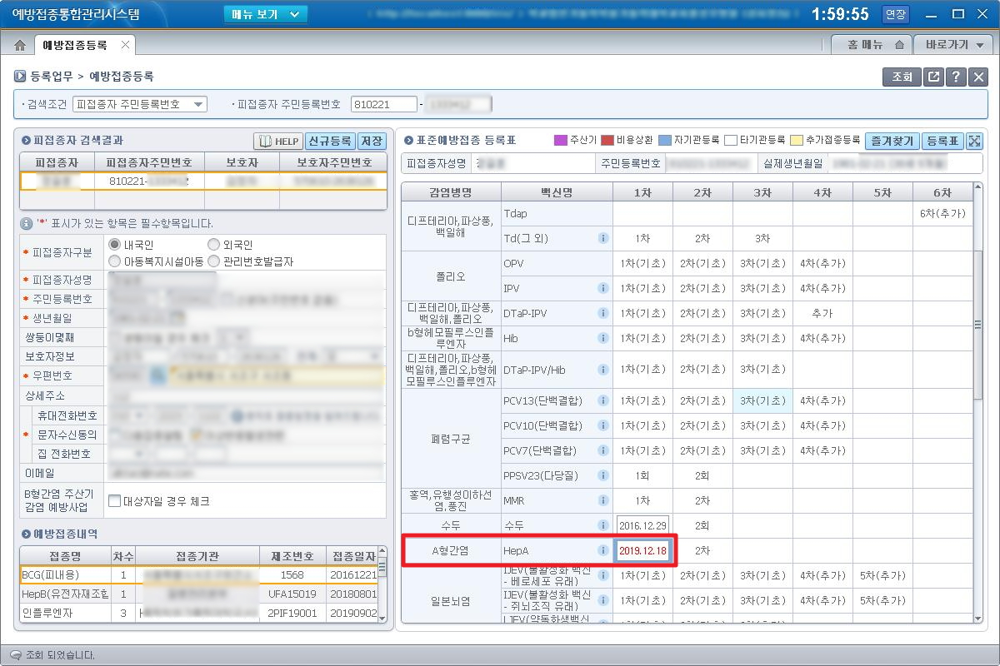 예방접종통합관리시스템 메뉴 보기 1:59:55 연장
예방접종등록 홈 메뉴 바로가기
등록업무 > 예방접종등록 조회 ?
·검색조건 피접종자 주민등록번호 ·피접종자 주민등록번호 810221 -
피접종자 검색결과 HELP 신규등록 저장
피접종자 피접종자주민번호 보호자 보호자주민번호
810221-
'*' 표시가 있는 항목은 필수항목입니다.
* 피접종자구분 내국인 외국인
아동복지시설아동 관리번호발급자
* 피접종자성명
* 주민등록번호
* 생년월일
쌍둥이몇째
보호자정보
* 우편번호
상세주소
휴대전화번호
* 문자수신동의
집 전화번호
이메일
B형간염 주산기
감염 예방사업 대상자일 경우 체크
예방접종내역
접종명 차수 접종기관 제조번호 접종일자
BCG(피내용) 1 1568 20161221
HepB(유전자재조합 1 UFA15019 20180801
인플루엔자 3 2PIF19001 20190902
표준예방접종 등록표 주산기 비용상환 자기관등록 타기관등록 추가접종등록 즐겨찾기 등록표
피접종자성명 주민등록번호 실제생년월일
감염병명 백신명 1차 2차 3차 4차 5차 6차
디프테리아,파상풍,
백일해
Tdap 6차(추가)
Td(그 외) 1차 2차 3차
폴리오
OPV 1차(기초) 2차(기초) 3차(기초) 4차(추가)
IPV 1차(기초) 2차(기초) 3차(기초) 4차(추가)
디프테리아,파상풍,
백일해,폴리오
DTaP-IPV 1차(기초) 2차(기초) 3차(기초) 추가
b형헤모필루스인플
루엔자
Hib 1차(기초) 2차(기초) 3차(기초) 4차(추가)
디프테리아,파상풍,
백일해,폴리오,b형헤
모필루스인플루엔자
DTaP-IPV/Hib 1차(기초) 2차(기초) 3차(기초)
폐렴구균
PCV13(단백결합) 1차(기초) 2차(기초) 3차(기초) 4차(추가)
PCV10(단백결합) 1차(기초) 2차(기초) 3차(기초) 4차(추가)
PCV7(단백결합) 1차(기초) 2차(기초) 3차(기초) 4차(추가)
PPSV23(다당질) 1회 2회
홍역,유행성이하선
염,풍진
MMR 1차 2차
수두 수두 2016.12.29 2회
A형간염 HepA 2019.12.18 2차
일본뇌염
IJEV(불활성화 백신
- 베로세포 유래) 1차(기초) 2차(기초) 3차(기초) 4차(추가) 5차(추가)
IJEV(불활성화 백신
- 쥐뇌조직 유래) 1차(기초) 2차(기초) 3차(기초) 4차(추가) 5차(추가)
LJEV(약독화생백신
조회 되었습니다.